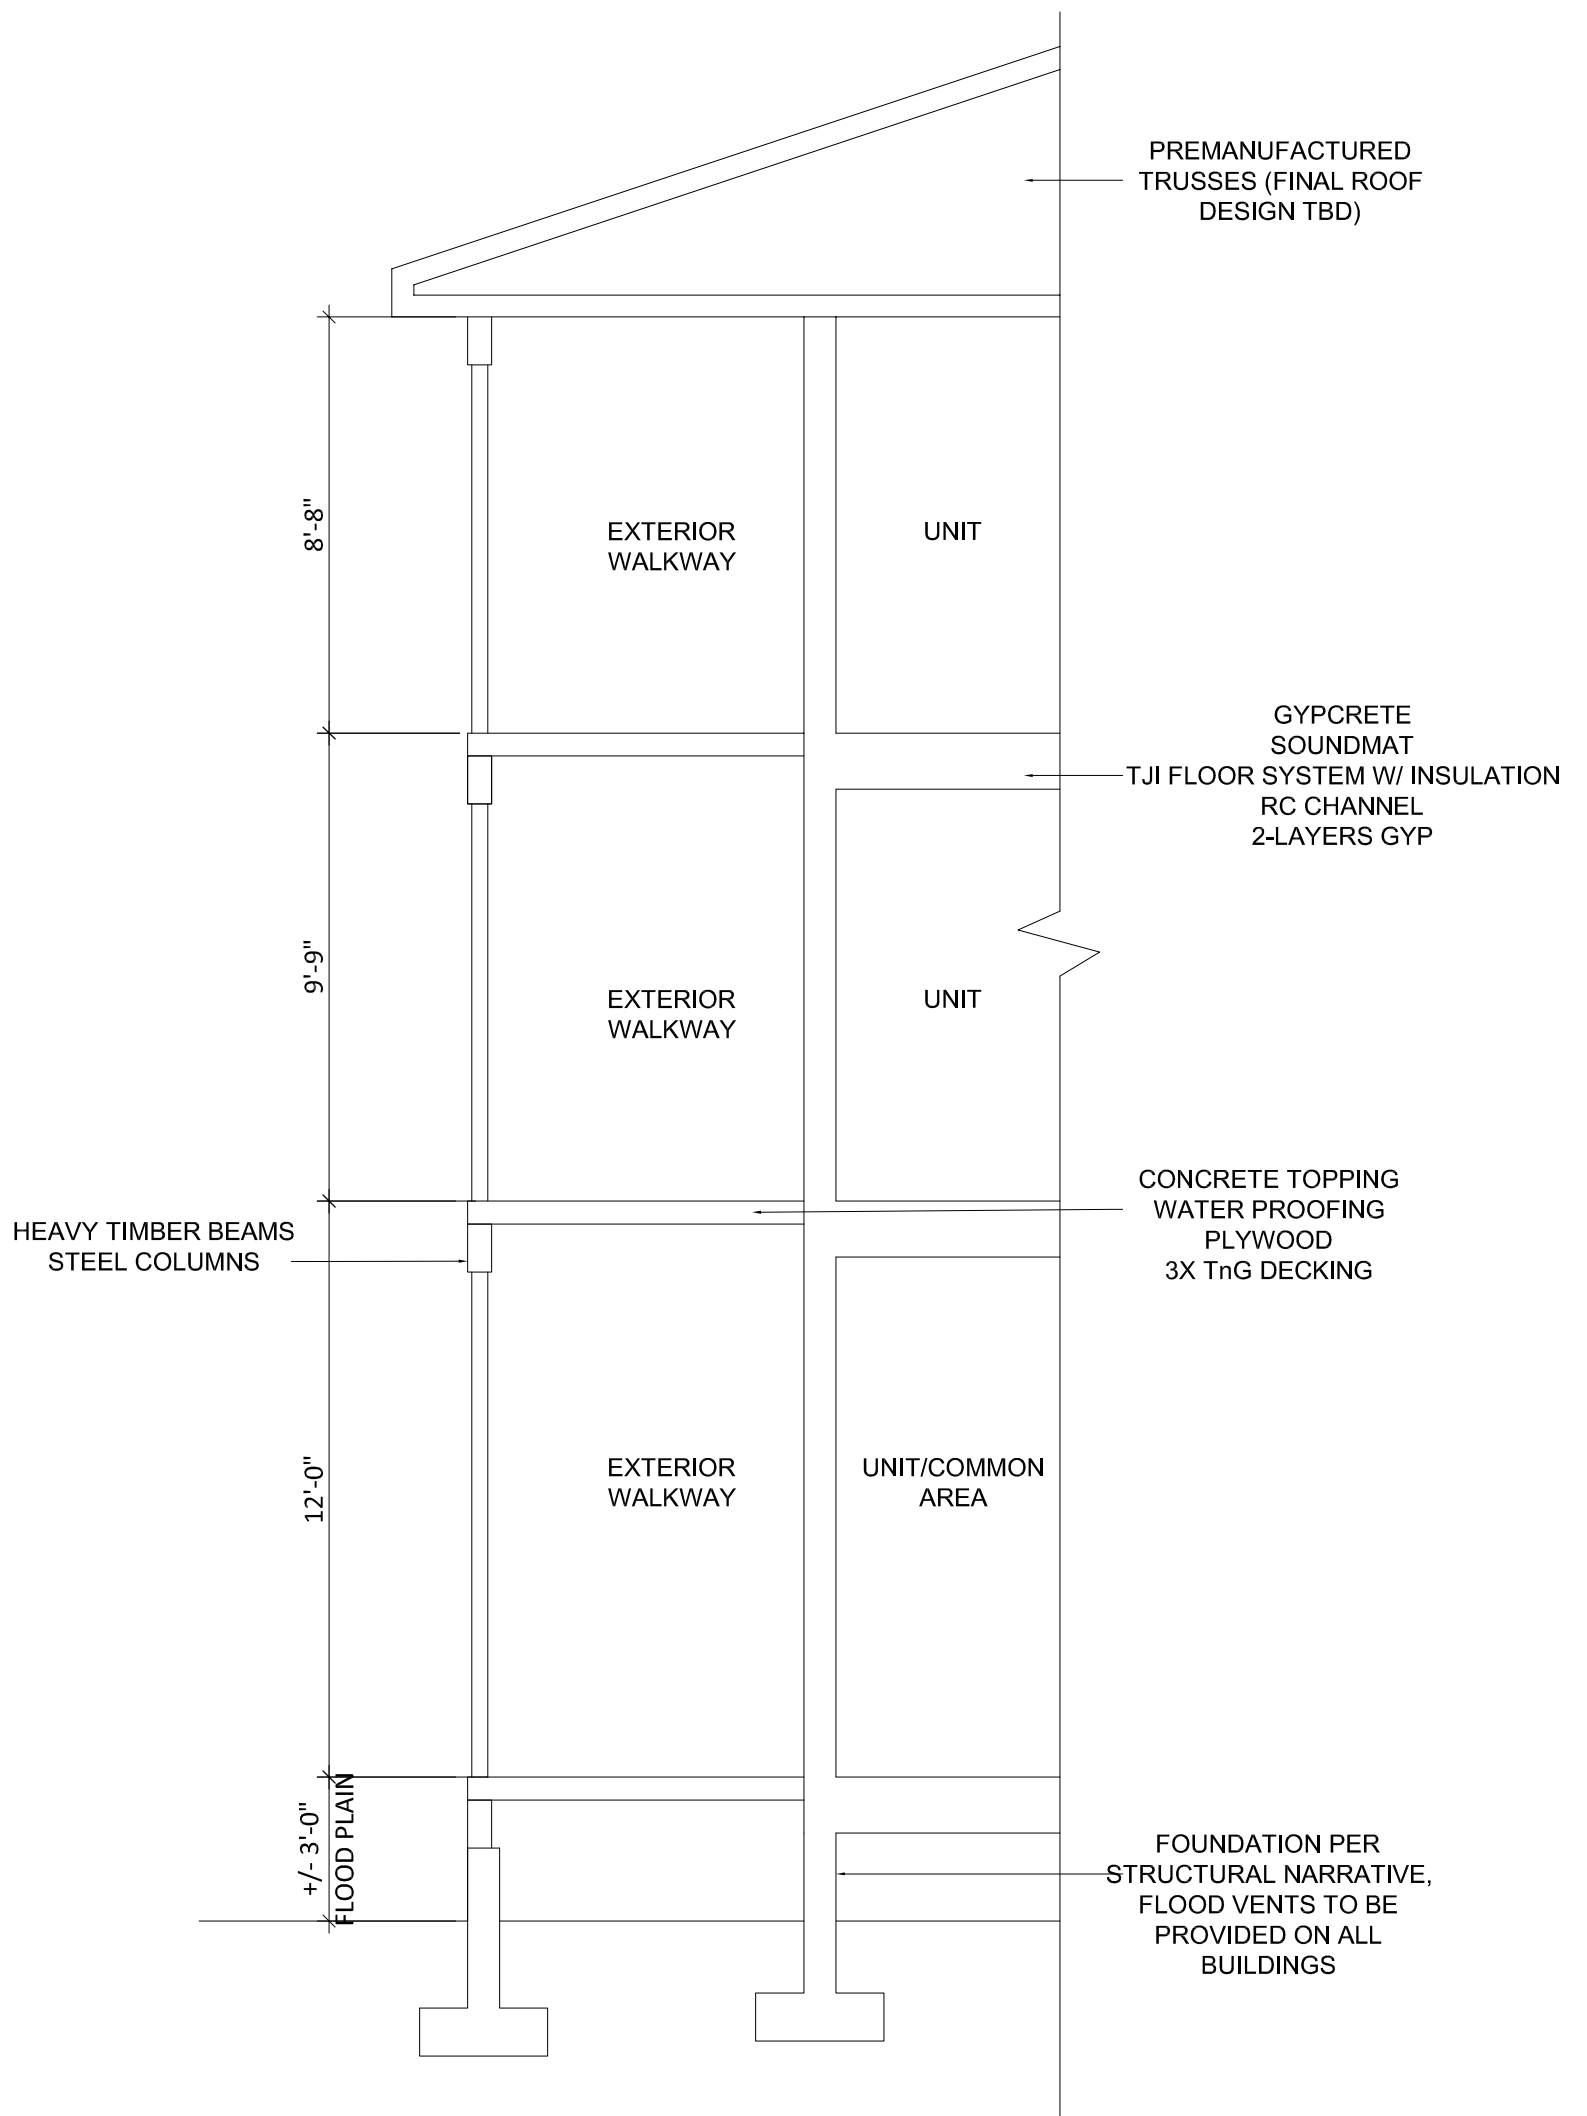 PREMANUFACTURED
TRUSSES (FINAL ROOF
DESIGN TBD)
8'-8"
EXTERIOR
WALKWAY
UNIT
GYPCRETE
SOUNDMAT
TJI FLOOR SYSTEM W/ INSULATION
RC CHANNEL
2-LAYERS GYP
9'-9"
EXTERIOR
WALKWAY
UNIT
HEAVY TIMBER BEAMS
STEEL COLUMNS
CONCRETE TOPPING
WATER PROOFING
PLYWOOD
3X TnG DECKING
12'-0"
EXTERIOR
WALKWAY
UNIT/COMMON
AREA
+/- 3'-0"
FLOOD PLAIN
FOUNDATION PER
STRUCTURAL NARRATIVE,
FLOOD VENTS TO BE
PROVIDED ON ALL
BUILDINGS